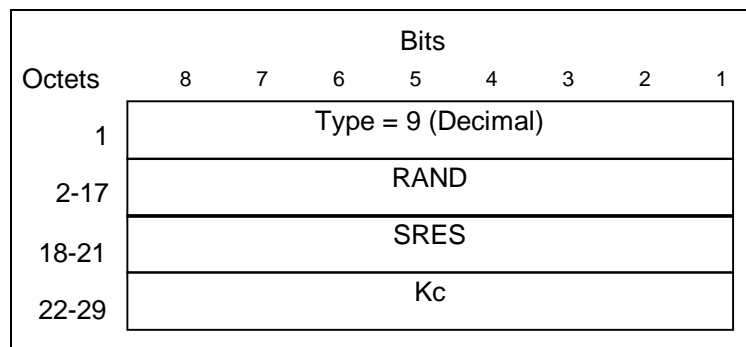 Bits
Octets 8 7 6 5 4 3 2 1
1 Type = 9 (Decimal)
2-17 RAND
18-21 SRES
22-29 Kc